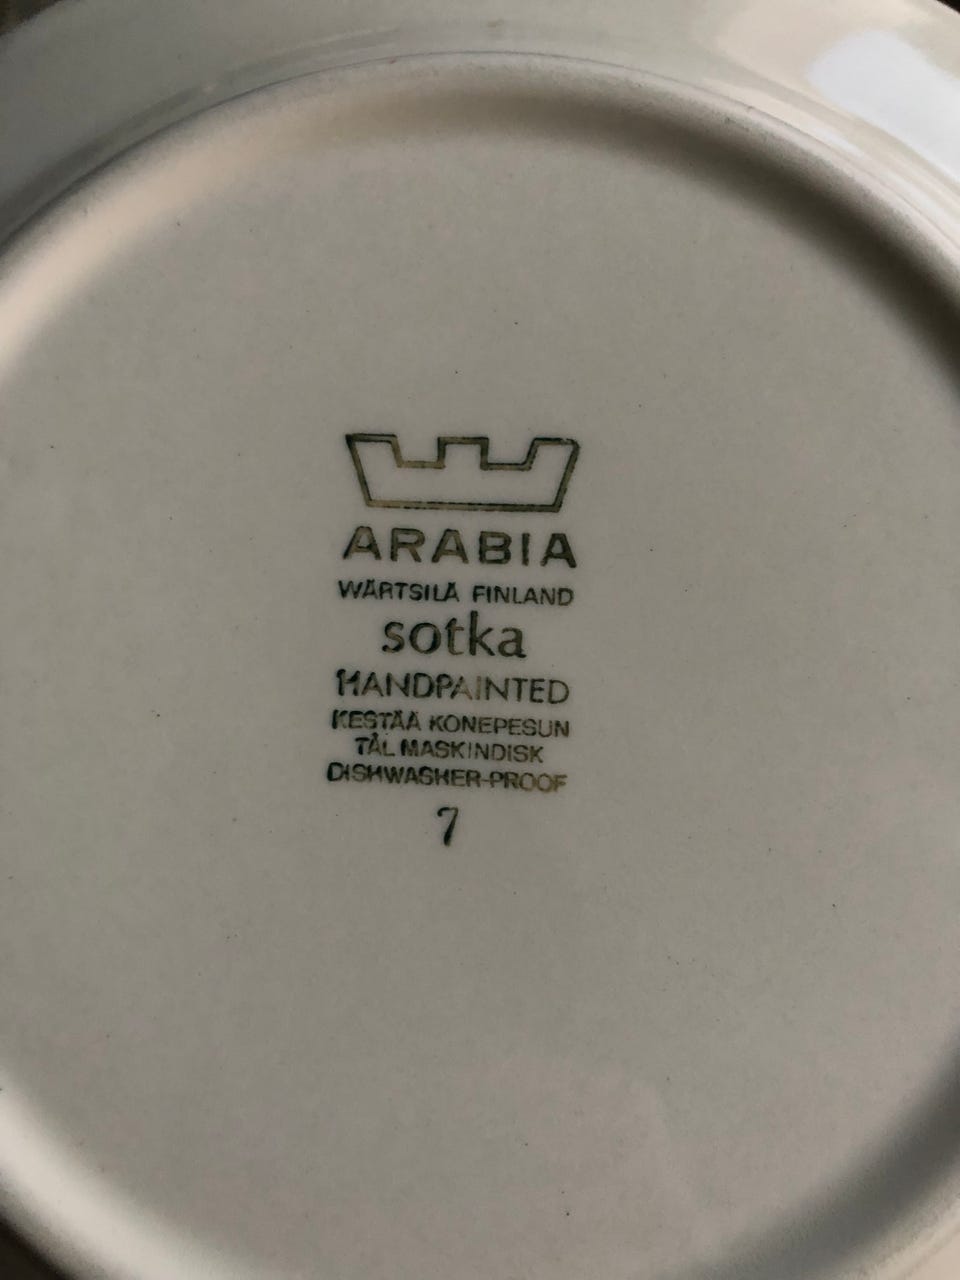 ARABIA
WÄRTSILÄ FINLAND
sotka
HANDPAINTED
KESTÄÄ KONEPESUN
TÅL MASKINDISK
DISHWASHER-PROOF
7